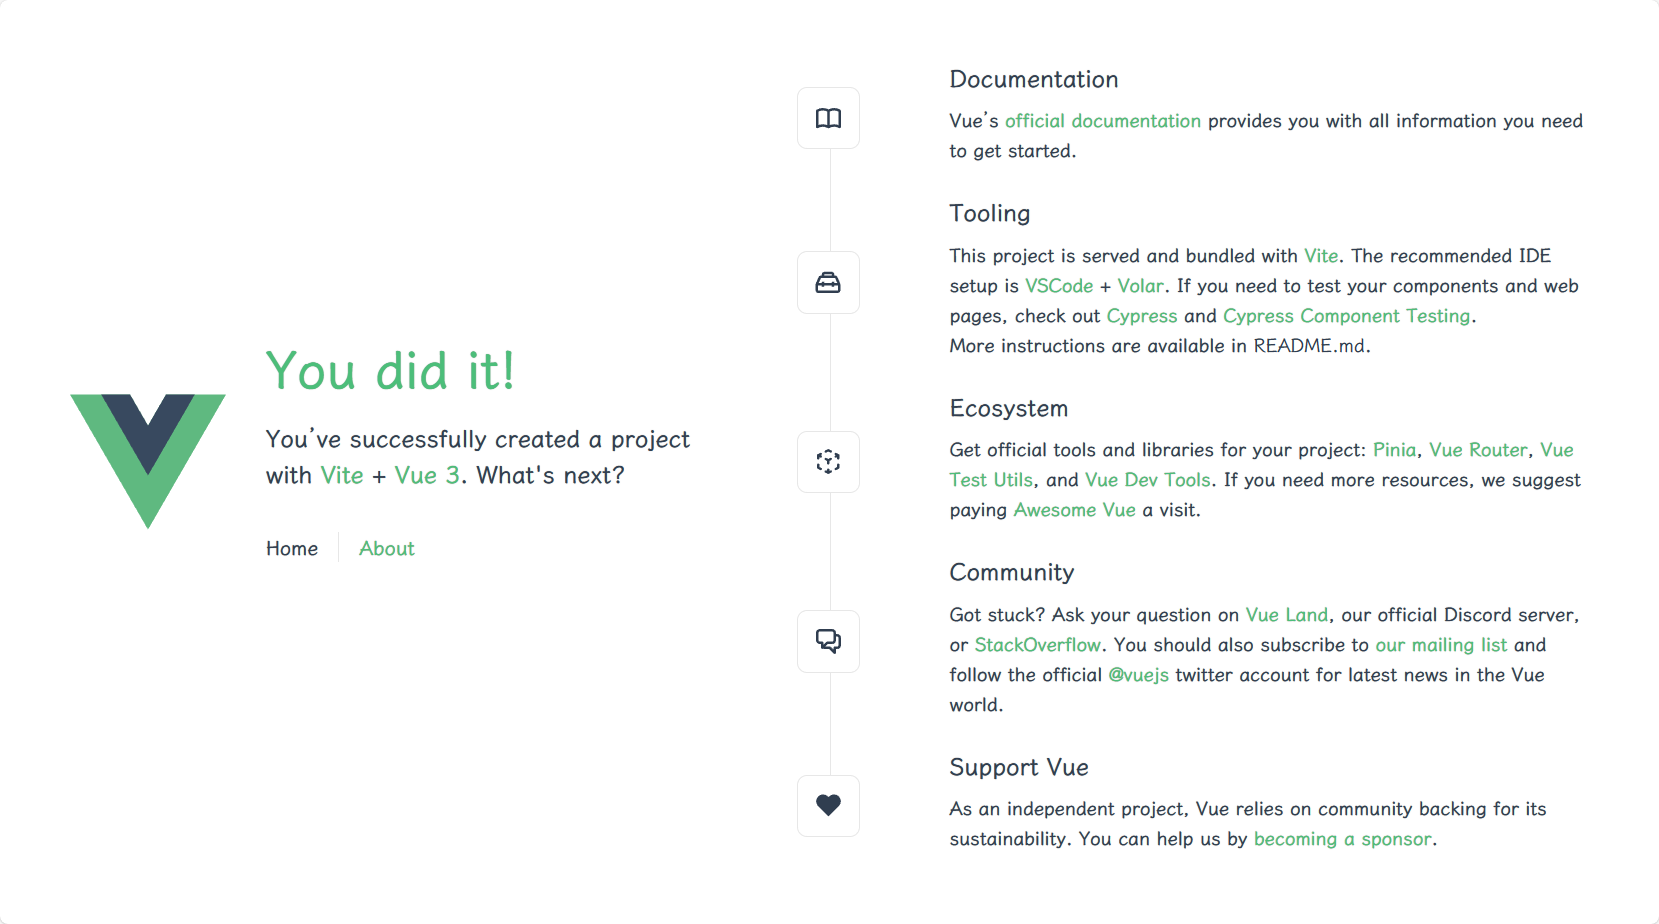 You did it!
You’ve successfully created a project
with Vite + Vue 3. What's next?
Home
About
Documentation
Vue’s official documentation provides you with all information you need
to get started.
Tooling
This project is served and bundled with Vite. The recommended IDE
setup is VSCode + Volar. If you need to test your components and web
pages, check out Cypress and Cypress Component Testing.
More instructions are available in README.md.
Ecosystem
Get official tools and libraries for your project: Pinia, Vue Router, Vue
Test Utils, and Vue Dev Tools. If you need more resources, we suggest
paying Awesome Vue a visit.
Community
Got stuck? Ask your question on Vue Land, our official Discord server,
or StackOverflow. You should also subscribe to our mailing list and
follow the official @vuejs twitter account for latest news in the Vue
world.
Support Vue
As an independent project, Vue relies on community backing for its
sustainability. You can help us by becoming a sponsor.